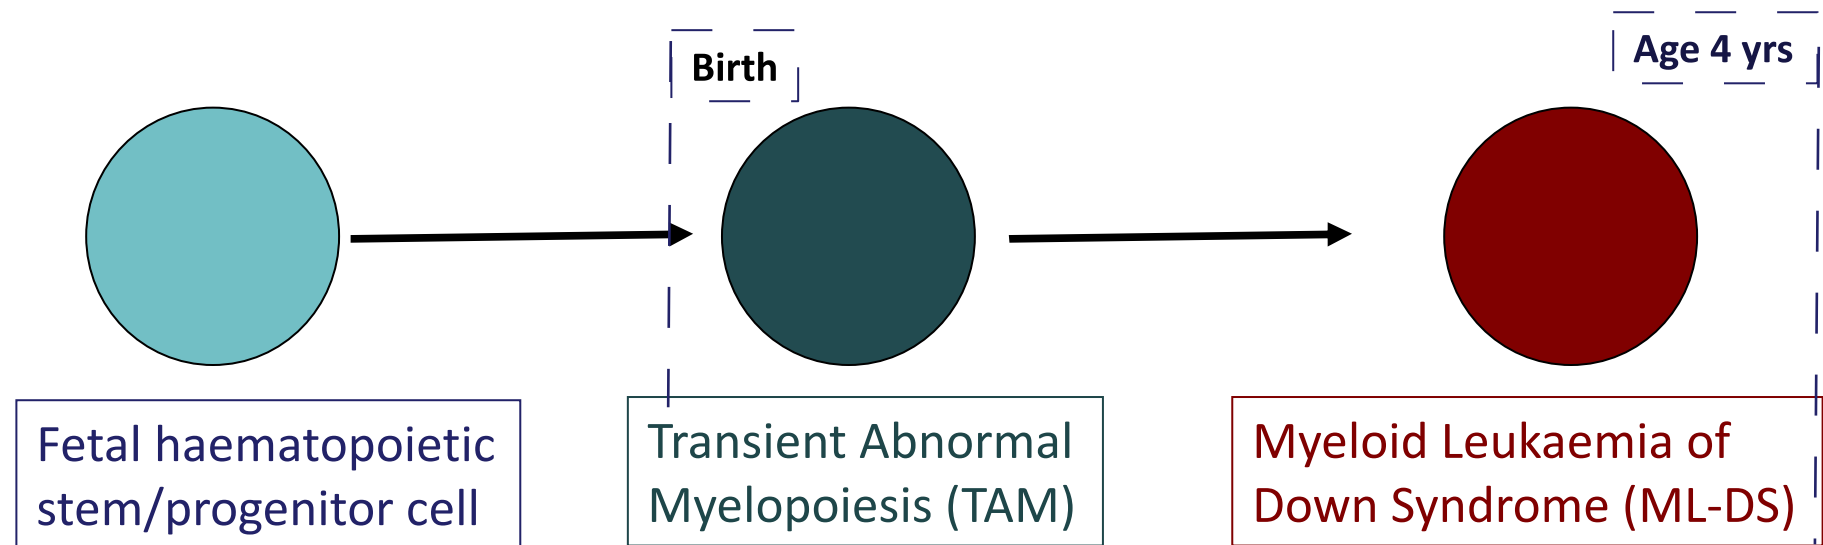 Birth
Age 4 yrs
Fetal haematopoietic
stem/progenitor cell
Transient Abnormal
Myelopoiesis (TAM)
Myeloid Leukaemia of
Down Syndrome (ML-DS)